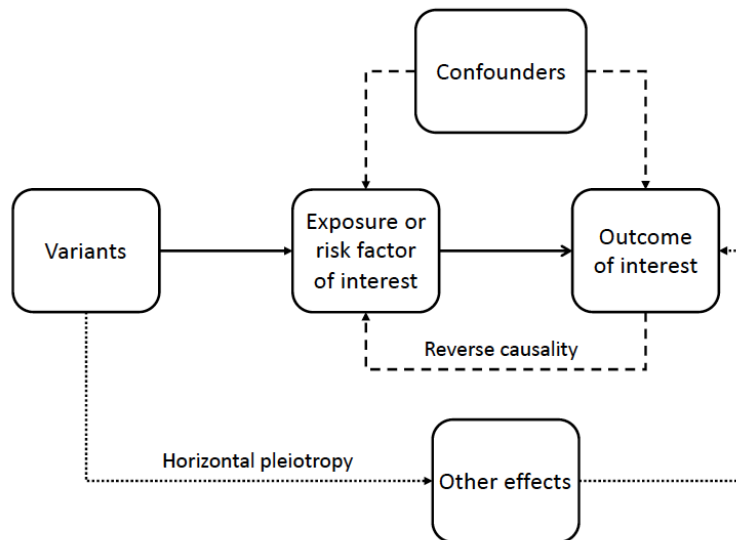 Confounders
Variants
Exposure or
risk factor
of interest
Outcome
of interest
Reverse causality
Horizontal pleiotropy
Other effects